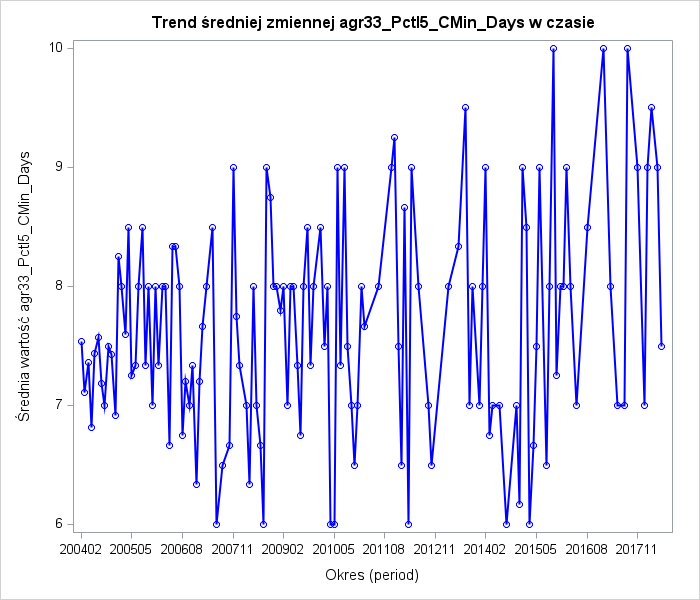 Trend średniej zmiennej agr33_Pctl5_CMin_Days w czasie
10
9
8
7
6
Średnia wartość agr33_Pctl5_CMin_Days
200402 200505 200608 200711 200902 201005 201108 201211 201402 201505 201608 201711
Okres (period)